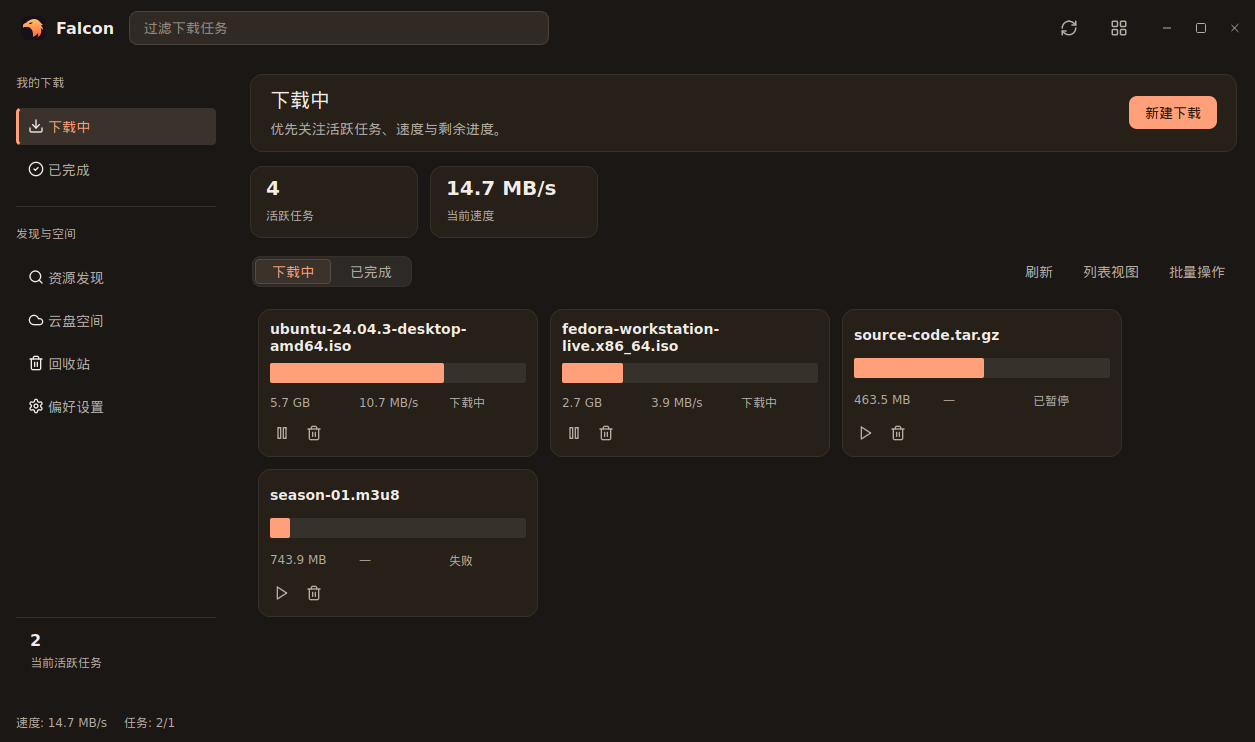 Falcon
过滤下载任务
我的下载
下载中
已完成
发现与空间
资源发现
云盘空间
回收站
偏好设置
2
当前活跃任务
速度: 14.7 MB/s 任务: 2/1
下载中
优先关注活跃任务、速度与剩余进度。
新建下载
4
活跃任务
14.7 MB/s
当前速度
下载中 已完成
刷新 列表视图 批量操作
ubuntu-24.04.3-desktop-
amd64.iso
5.7 GB 10.7 MB/s 下载中
fedora-workstation-
live.x86_64.iso
2.7 GB 3.9 MB/s 下载中
source-code.tar.gz
463.5 MB — 已暂停
season-01.m3u8
743.9 MB — 失败